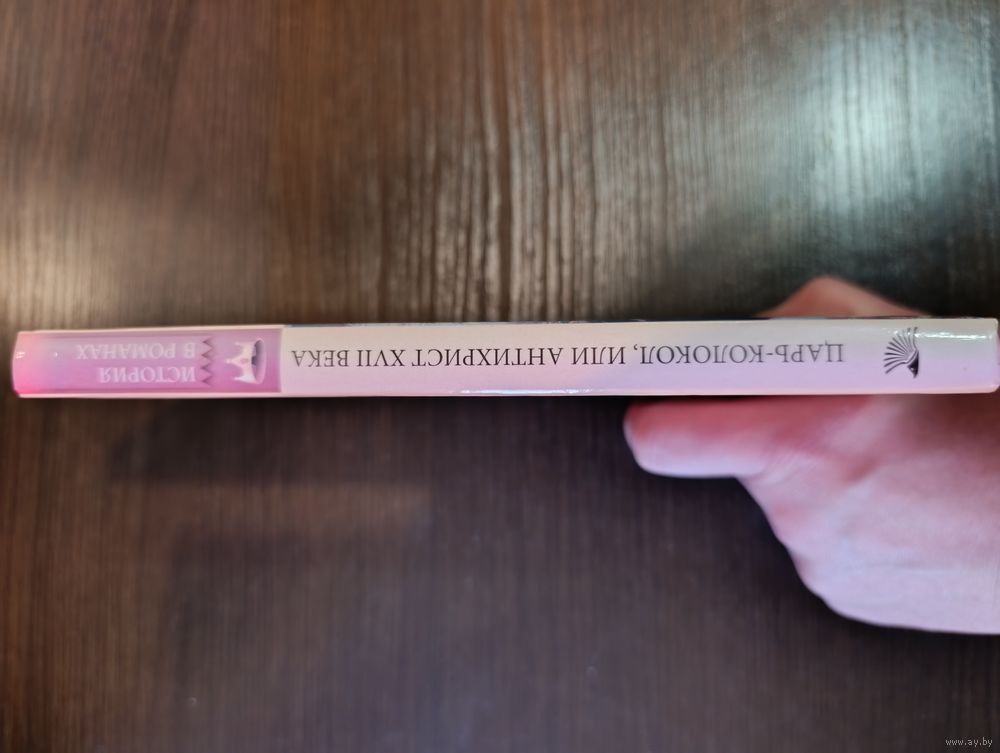 ЦАРЬ-КОЛОКОЛ, ИЛИ АНТИХРИСТ XVII ВЕКА
ИСТОРИЯ
В РОМАНАХ
www.ay.by